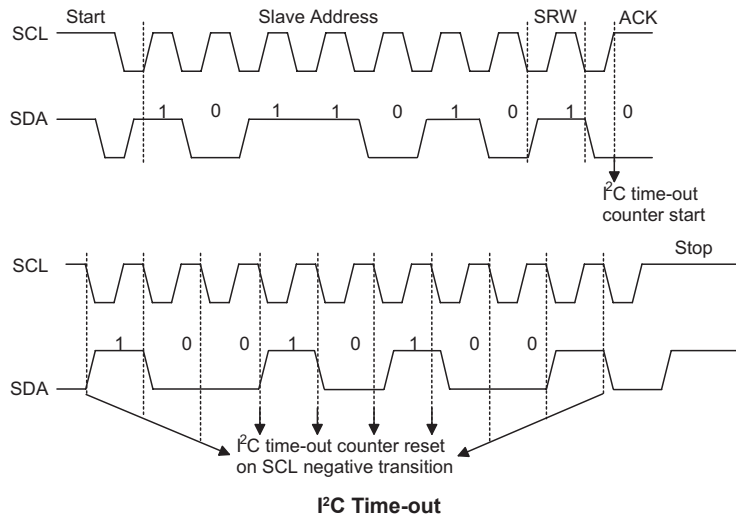 Start Slave Address SRW ACK
SCL
SDA 1 0 1 1 0 1 0 1 0
I²C time-out
counter start
SCL Stop
SDA 1 0 0 1 0 1 0 0
I²C time-out counter reset
on SCL negative transition
I²C Time-out